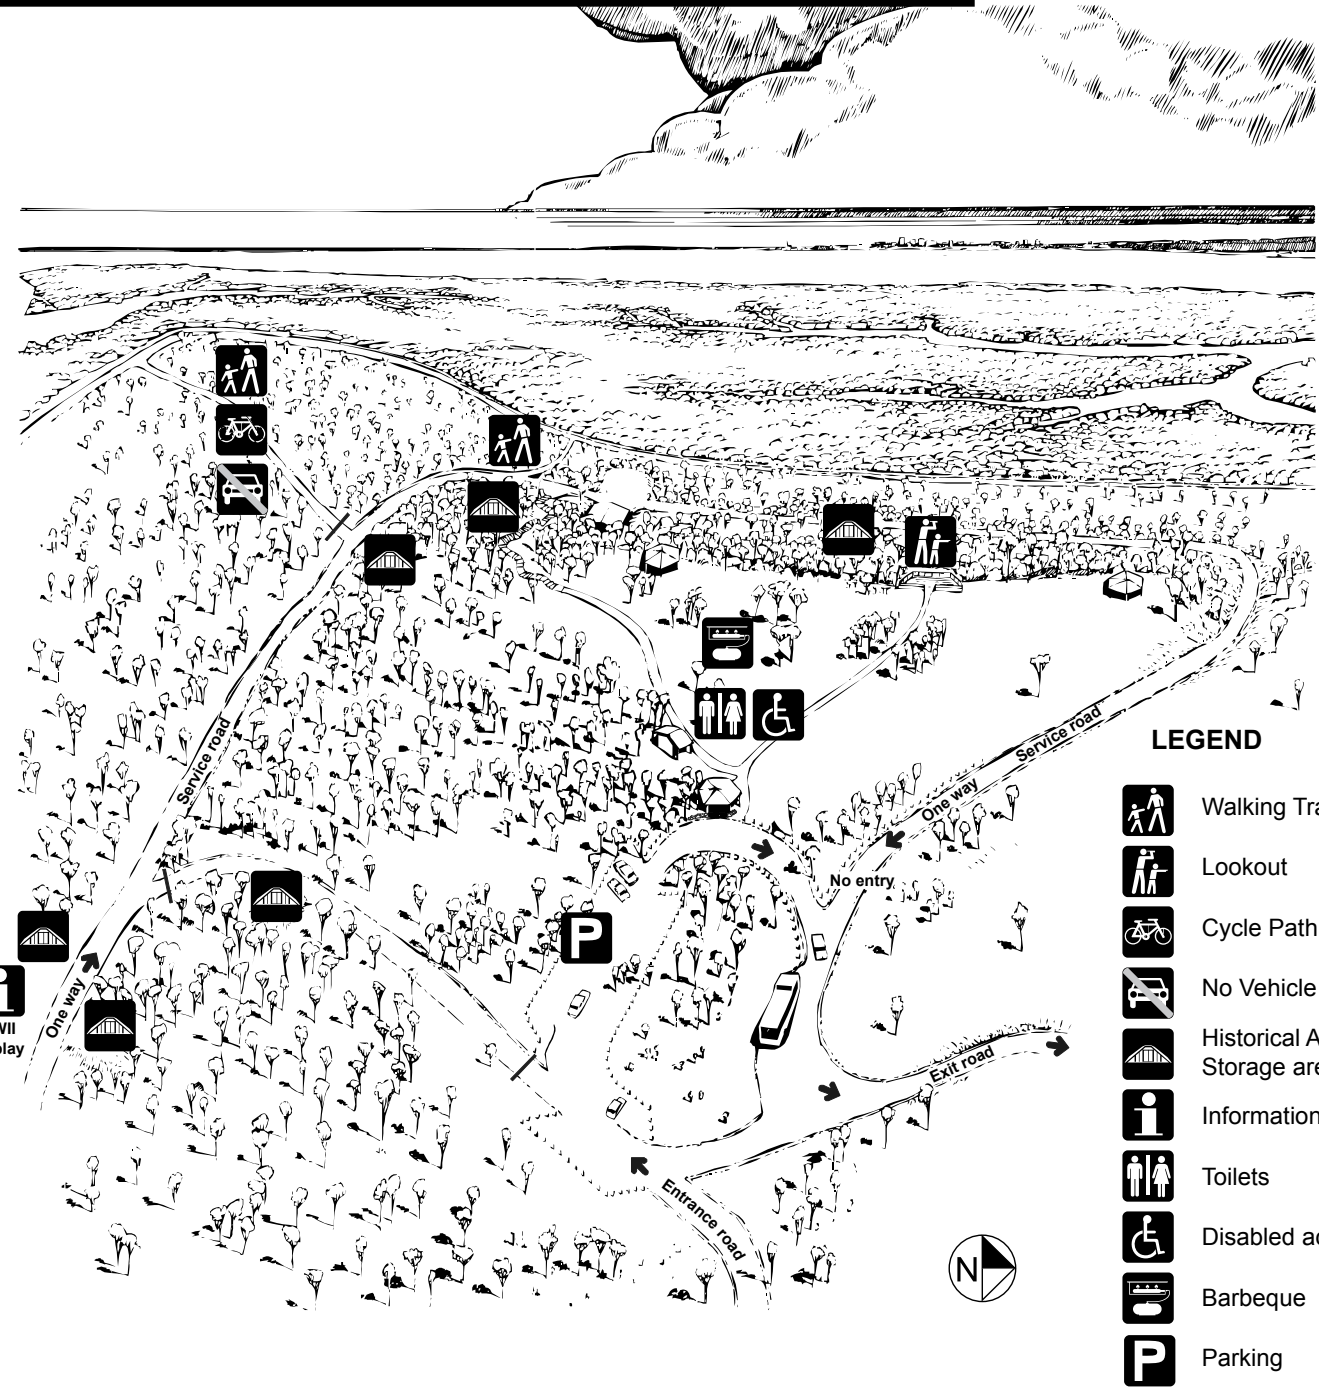 Service road
Service road
One way
No entry
WII
play
One way
Exit road
Entrance road
N
P
LEGEND
Walking Tra
Lookout
Cycle Path
No Vehicle
Historical A
Storage are
Information
Toilets
Disabled ac
Barbeque
P
Parking